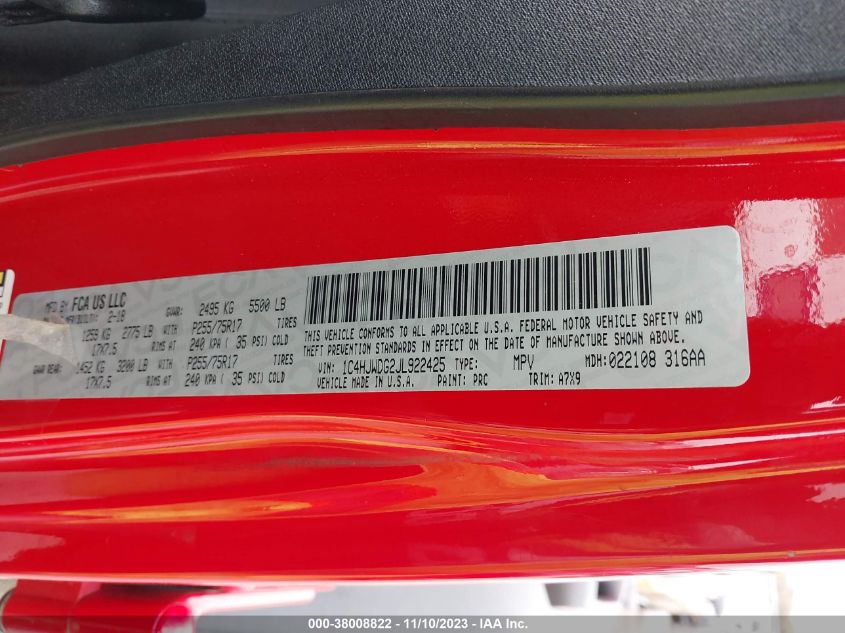 MFD BY FCA US LLC
2-18 GVWR: 2495 KG 5500 LB
1255 KG 2775 LB WITH P255/75R17 TIRES
17X7.5 RIMS AT 240 KPA ( 35 PSI) COLD
GAWR REAR: 1452 KG 3200 LB WITH P255/75R17 TIRES
17X7.5 RIMS AT 240 KPA ( 35 PSI) COLD
THIS VEHICLE CONFORMS TO ALL APPLICABLE U.S.A. FEDERAL MOTOR VEHICLE SAFETY AND
THEFT PREVENTION STANDARDS IN EFFECT ON THE DATE OF MANUFACTURE SHOWN ABOVE.
VIN: 1C4HJWDG2JL922425 TYPE: MPV MDH: 022108 316AA
VEHICLE MADE IN U.S.A. PAINT: PRC TRIM: A7X9
000-38008822 - 11/10/2023 - IAA Inc.